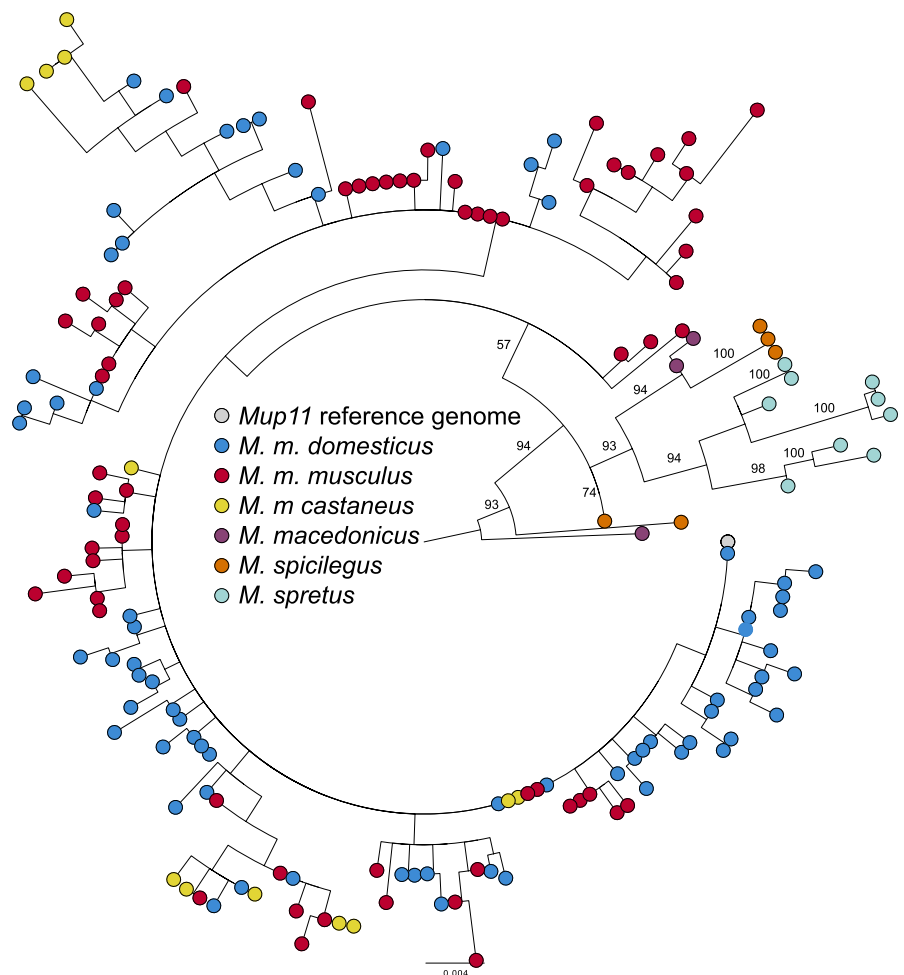 57
100
100
94
100
93
94
94
100
98
74
93
Mup11 reference genome
M. m. domesticus
M. m. musculus
M. m castaneus
M. macedonicus
M. spicilegus
M. spretus
0.004